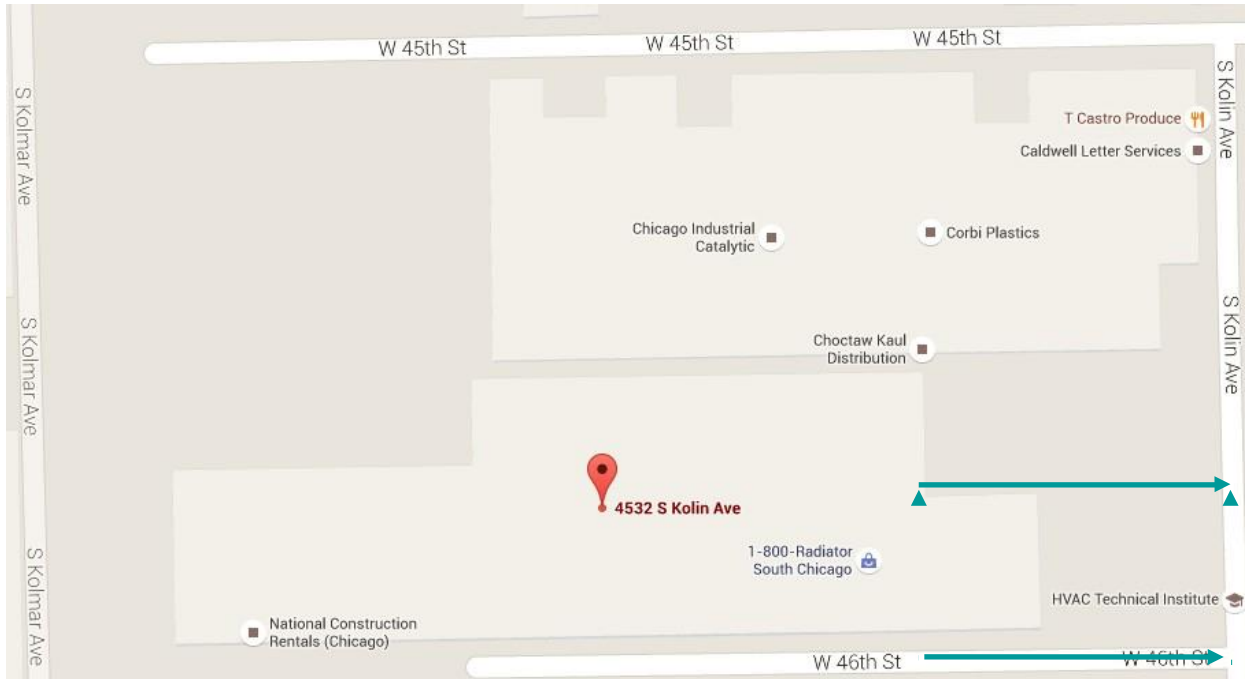 W 45th St
W 45th St
W 45th St
S Kolmar Ave
S Kolin Ave
T Castro Produce
Caldwell Letter Services
Chicago Industrial
Catalytic
Corbi Plastics
S Kolmar Ave
S Kolin Ave
Choctaw Kaul
Distribution
4532 S Kolin Ave
1-800-Radiator
South Chicago
S Kolmar Ave
HVAC Technical Institute
National Construction
Rentals (Chicago)
W 46th St
W 46th St